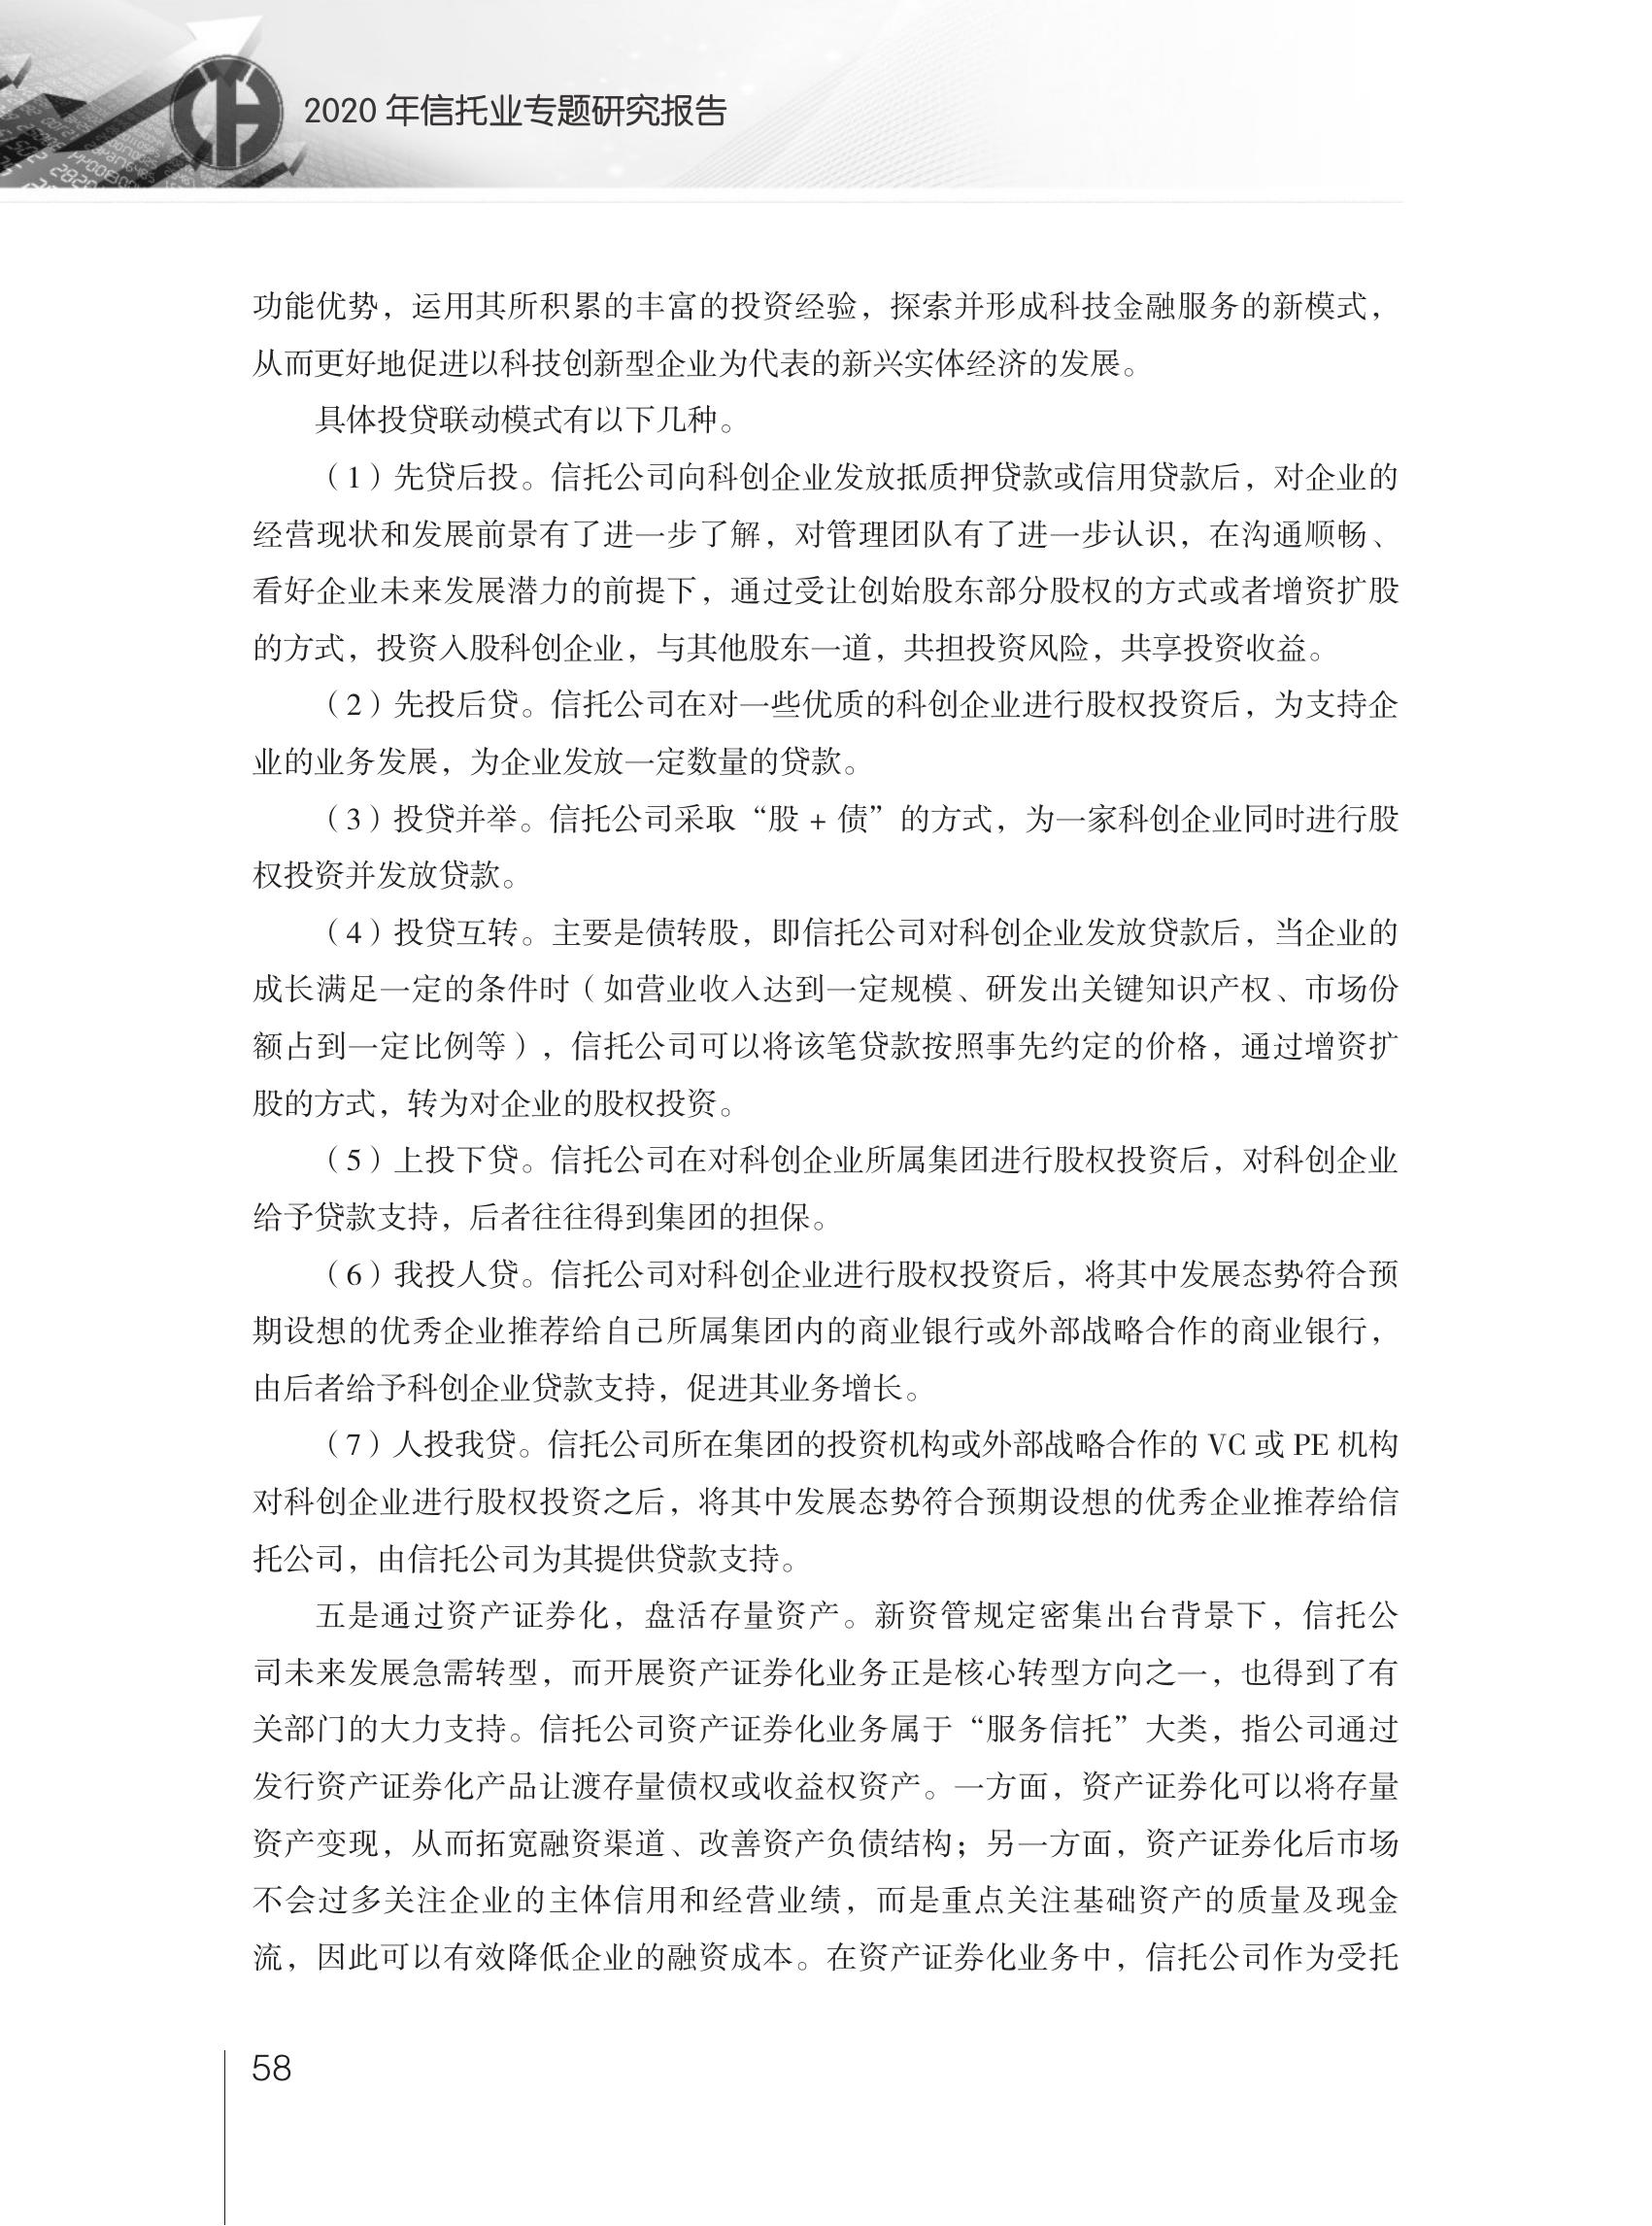 2020 年信托业专题研究报告
功能优势，运用其所积累的丰富的投资经验，探索并形成科技金融服务的新模式，
从而更好地促进以科技创新型企业为代表的新兴实体经济的发展。
具体投贷联动模式有以下几种。
（1）先贷后投。信托公司向科创企业发放抵质押贷款或信用贷款后，对企业的
经营现状和发展前景有了进一步了解，对管理团队有了进一步认识，在沟通顺畅、
看好企业未来发展潜力的前提下，通过受让创始股东部分股权的方式或者增资扩股
的方式，投资入股科创企业，与其他股东一道，共担投资风险，共享投资收益。
（2）先投后贷。信托公司在对一些优质的科创企业进行股权投资后，为支持企
业的业务发展，为企业发放一定数量的贷款。
（3）投贷并举。信托公司采取“股 + 债”的方式，为一家科创企业同时进行股
权投资并发放贷款。
（4）投贷互转。主要是债转股，即信托公司对科创企业发放贷款后，当企业的
成长满足一定的条件时（如营业收入达到一定规模、研发出关键知识产权、市场份
额占到一定比例等），信托公司可以将该笔贷款按照事先约定的价格，通过增资扩
股的方式，转为对企业的股权投资。
（5）上投下贷。信托公司在对科创企业所属集团进行股权投资后，对科创企业
给予贷款支持，后者往往得到集团的担保。
（6）我投人贷。信托公司对科创企业进行股权投资后，将其中发展态势符合预
期设想的优秀企业推荐给自己所属集团内的商业银行或外部战略合作的商业银行，
由后者给予科创企业贷款支持，促进其业务增长。
（7）人投我贷。信托公司所在集团的投资机构或外部战略合作的 VC 或 PE 机构
对科创企业进行股权投资之后，将其中发展态势符合预期设想的优秀企业推荐给信
托公司，由信托公司为其提供贷款支持。
五是通过资产证券化，盘活存量资产。新资管规定密集出台背景下，信托公
司未来发展急需转型，而开展资产证券化业务正是核心转型方向之一，也得到了有
关部门的大力支持。信托公司资产证券化业务属于“服务信托”大类，指公司通过
发行资产证券化产品让渡存量债权或收益权资产。一方面，资产证券化可以将存量
资产变现，从而拓宽融资渠道、改善资产负债结构；另一方面，资产证券化后市场
不会过多关注企业的主体信用和经营业绩，而是重点关注基础资产的质量及现金
流，因此可以有效降低企业的融资成本。在资产证券化业务中，信托公司作为受托
58